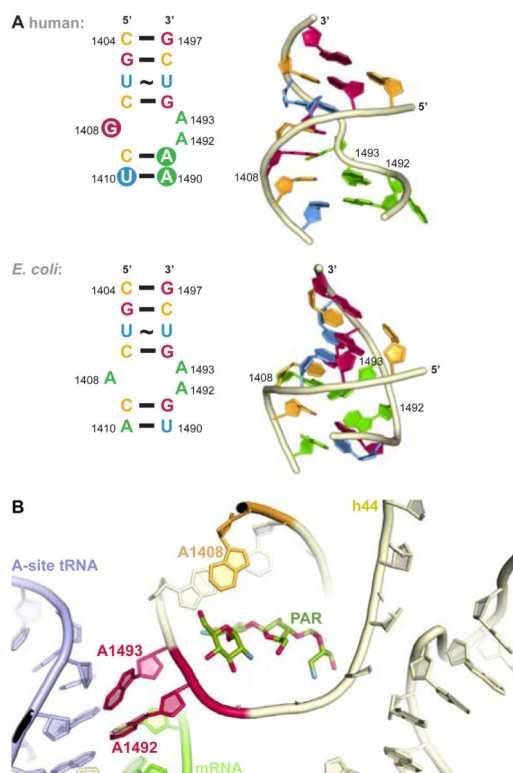 A human:
5' 3'
1404 C G 1497
G C
U ~ U
C G
A 1493
1408 G
A 1492
C A
1410 U A 1490
3'
5'
1493
1492
1408
E. coli:
5' 3'
1404 C G 1497
G C
U ~ U
C G
A 1493
1408 A
A 1492
C G
1410 A U 1490
3'
5'
1493
1408
1492
B
h44
A1408
A-site tRNA
PAR
A1493
A1492
mRNA